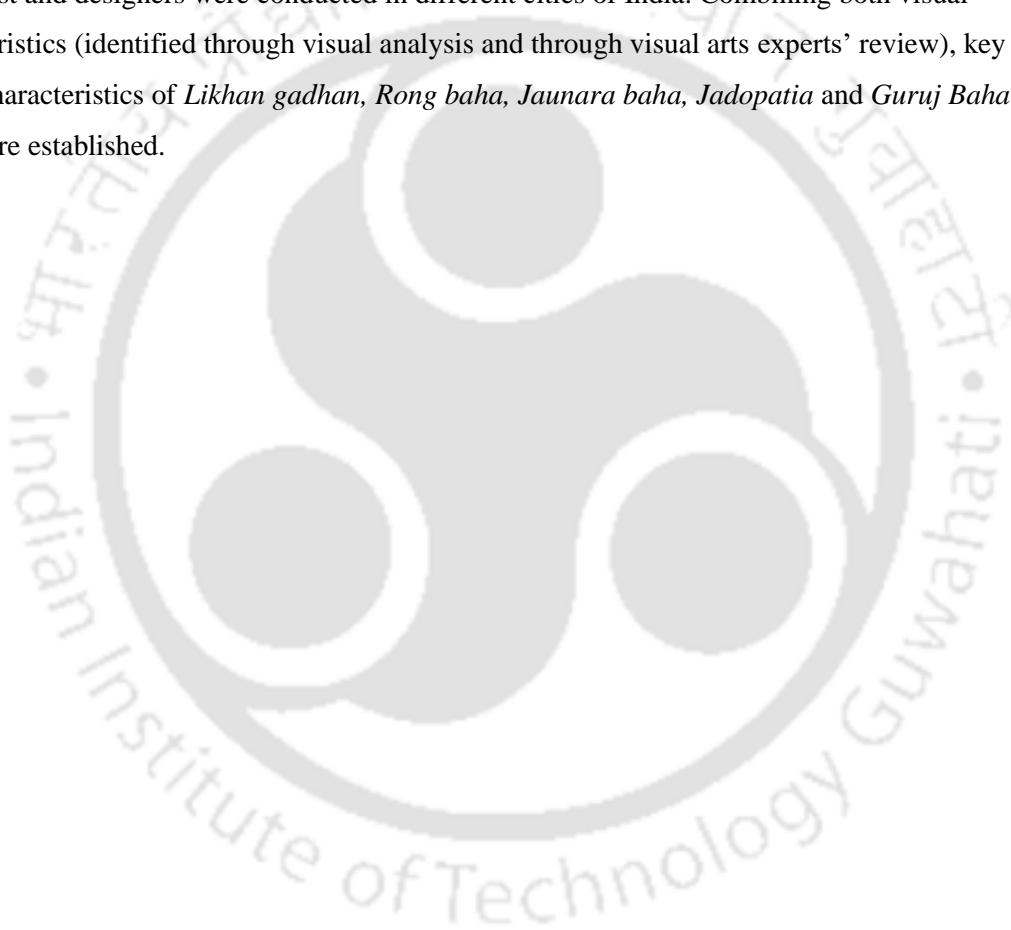 st and designers were conducted in different cities of India. Combining both visual
ristics (identified through visual analysis and through visual arts experts’ review), key
haracteristics of Likhan gadhan, Rong baha, Jaunara baha, Jadopatia and Guruj Baha
re established.
गुवाहाटी
• Indian Institute of Technology Guwahati •